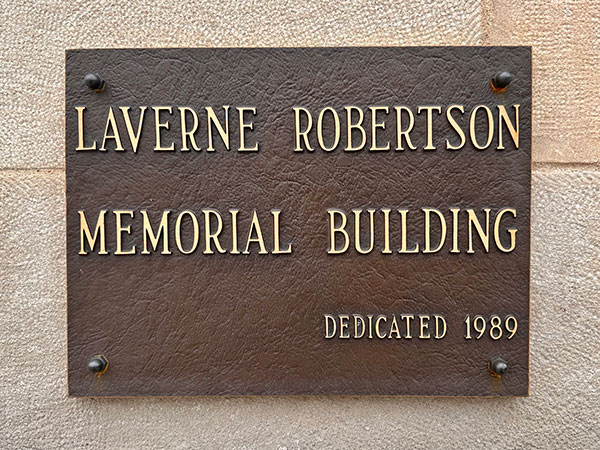 LAVERNE ROBERTSON
MEMORIAL BUILDING
DEDICATED 1989